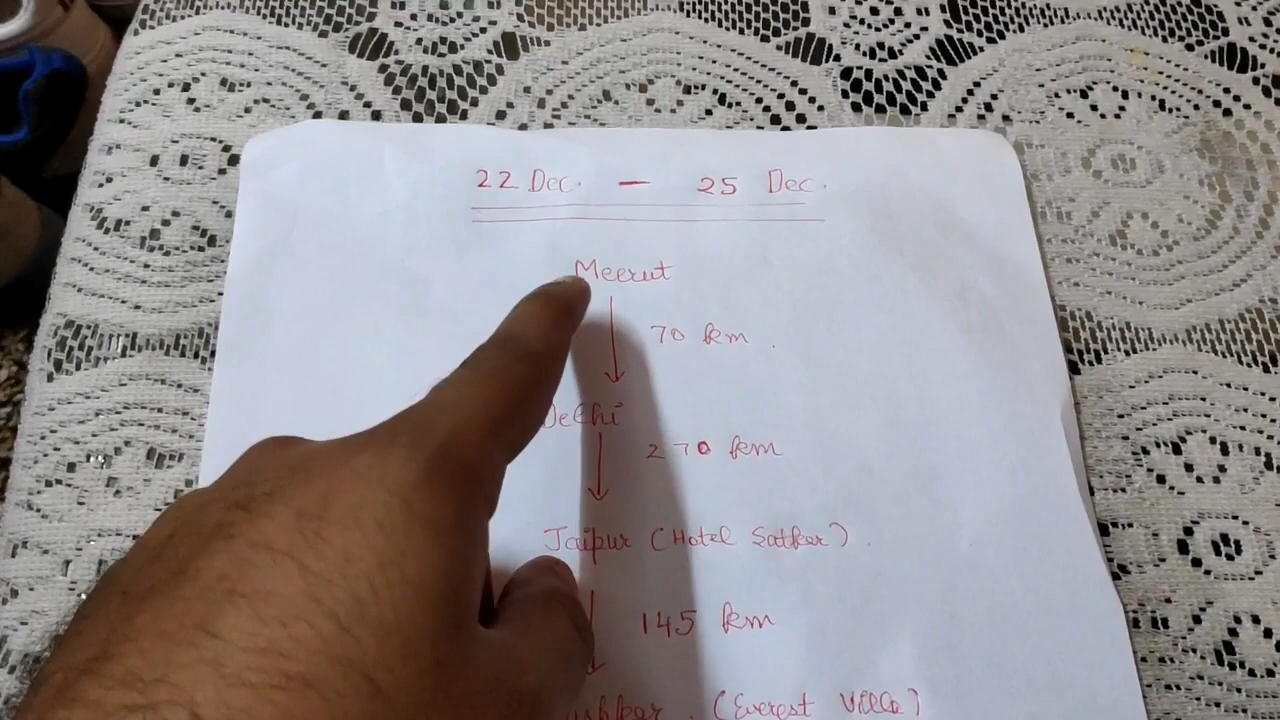 22 Dec. — 25 Dec.
Meerut
70 km.
Delhi
270 km
Jaipur (Hotel Satkar).
145 km
(Everest Villa)